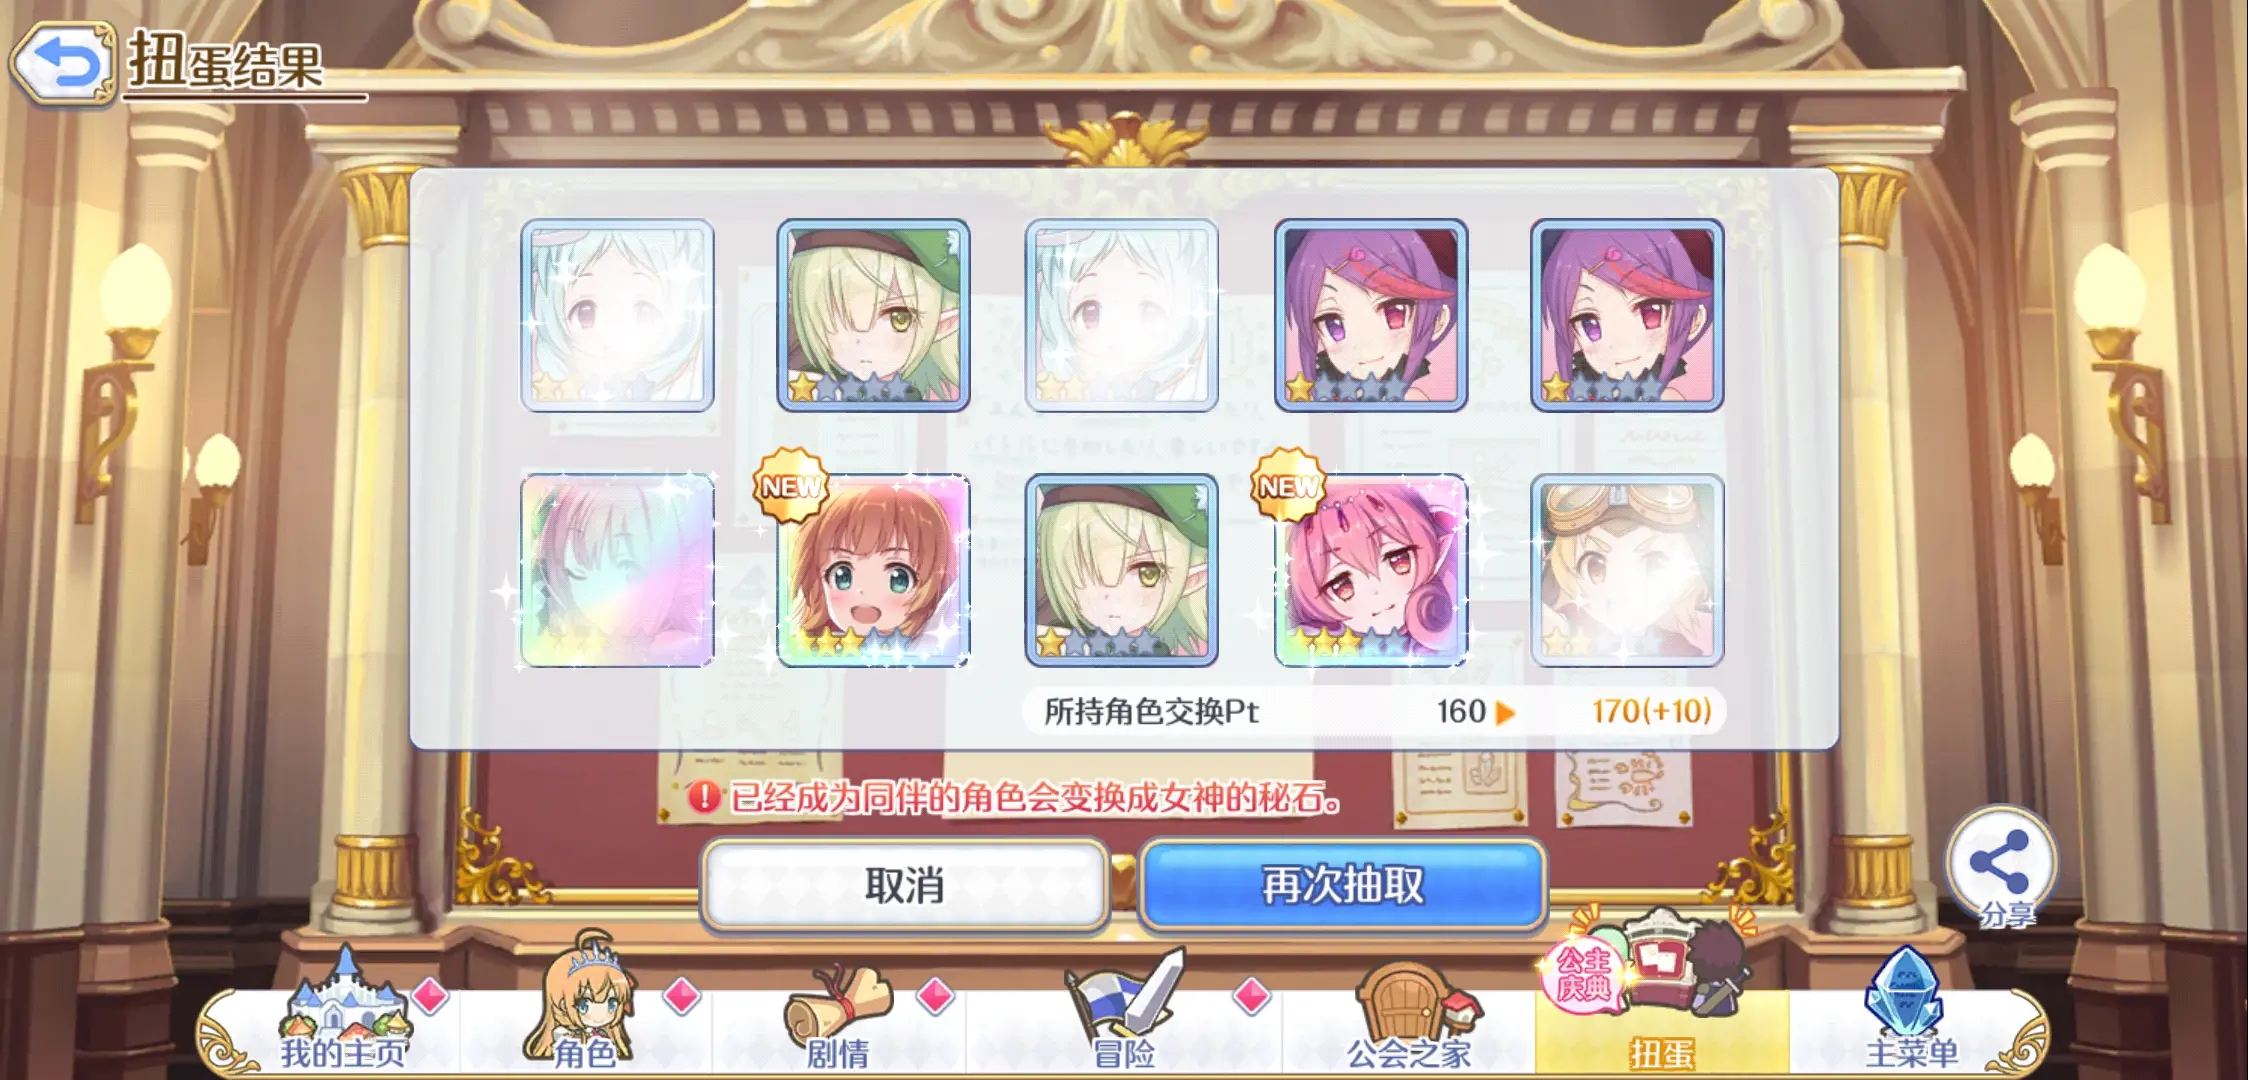 扭蛋结果
NEW
NEW
所持角色交换Pt 160 170(+10)
已经成为同伴的角色会变换成女神的秘石。
取消
再次抽取
分享
公主
庆典
我的主页
角色
剧情
冒险
公会之家
扭蛋
主菜单